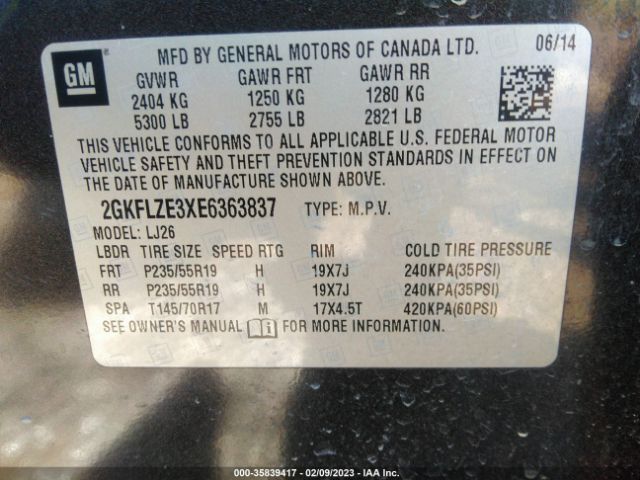 GM
MFD BY GENERAL MOTORS OF CANADA LTD. 06/14
GVWR GAWR FRT GAWR RR
2404 KG 1250 KG 1280 KG
5300 LB 2755 LB 2821 LB
THIS VEHICLE CONFORMS TO ALL APPLICABLE U.S. FEDERAL MOTOR
VEHICLE SAFETY AND THEFT PREVENTION STANDARDS IN EFFECT ON
THE DATE OF MANUFACTURE SHOWN ABOVE.
2GKFLZE3XE6363837 TYPE: M.P.V.
MODEL: LJ26
LBDR TIRE SIZE SPEED RTG RIM COLD TIRE PRESSURE
FRT P235/55R19 H 19X7J 240KPA(35PSI)
RR P235/55R19 H 19X7J 240KPA(35PSI)
SPA T145/70R17 M 17X4.5T 420KPA(60PSI)
SEE OWNER'S MANUAL FOR MORE INFORMATION.
000-35839417 - 02/09/2023 - IAA Inc.